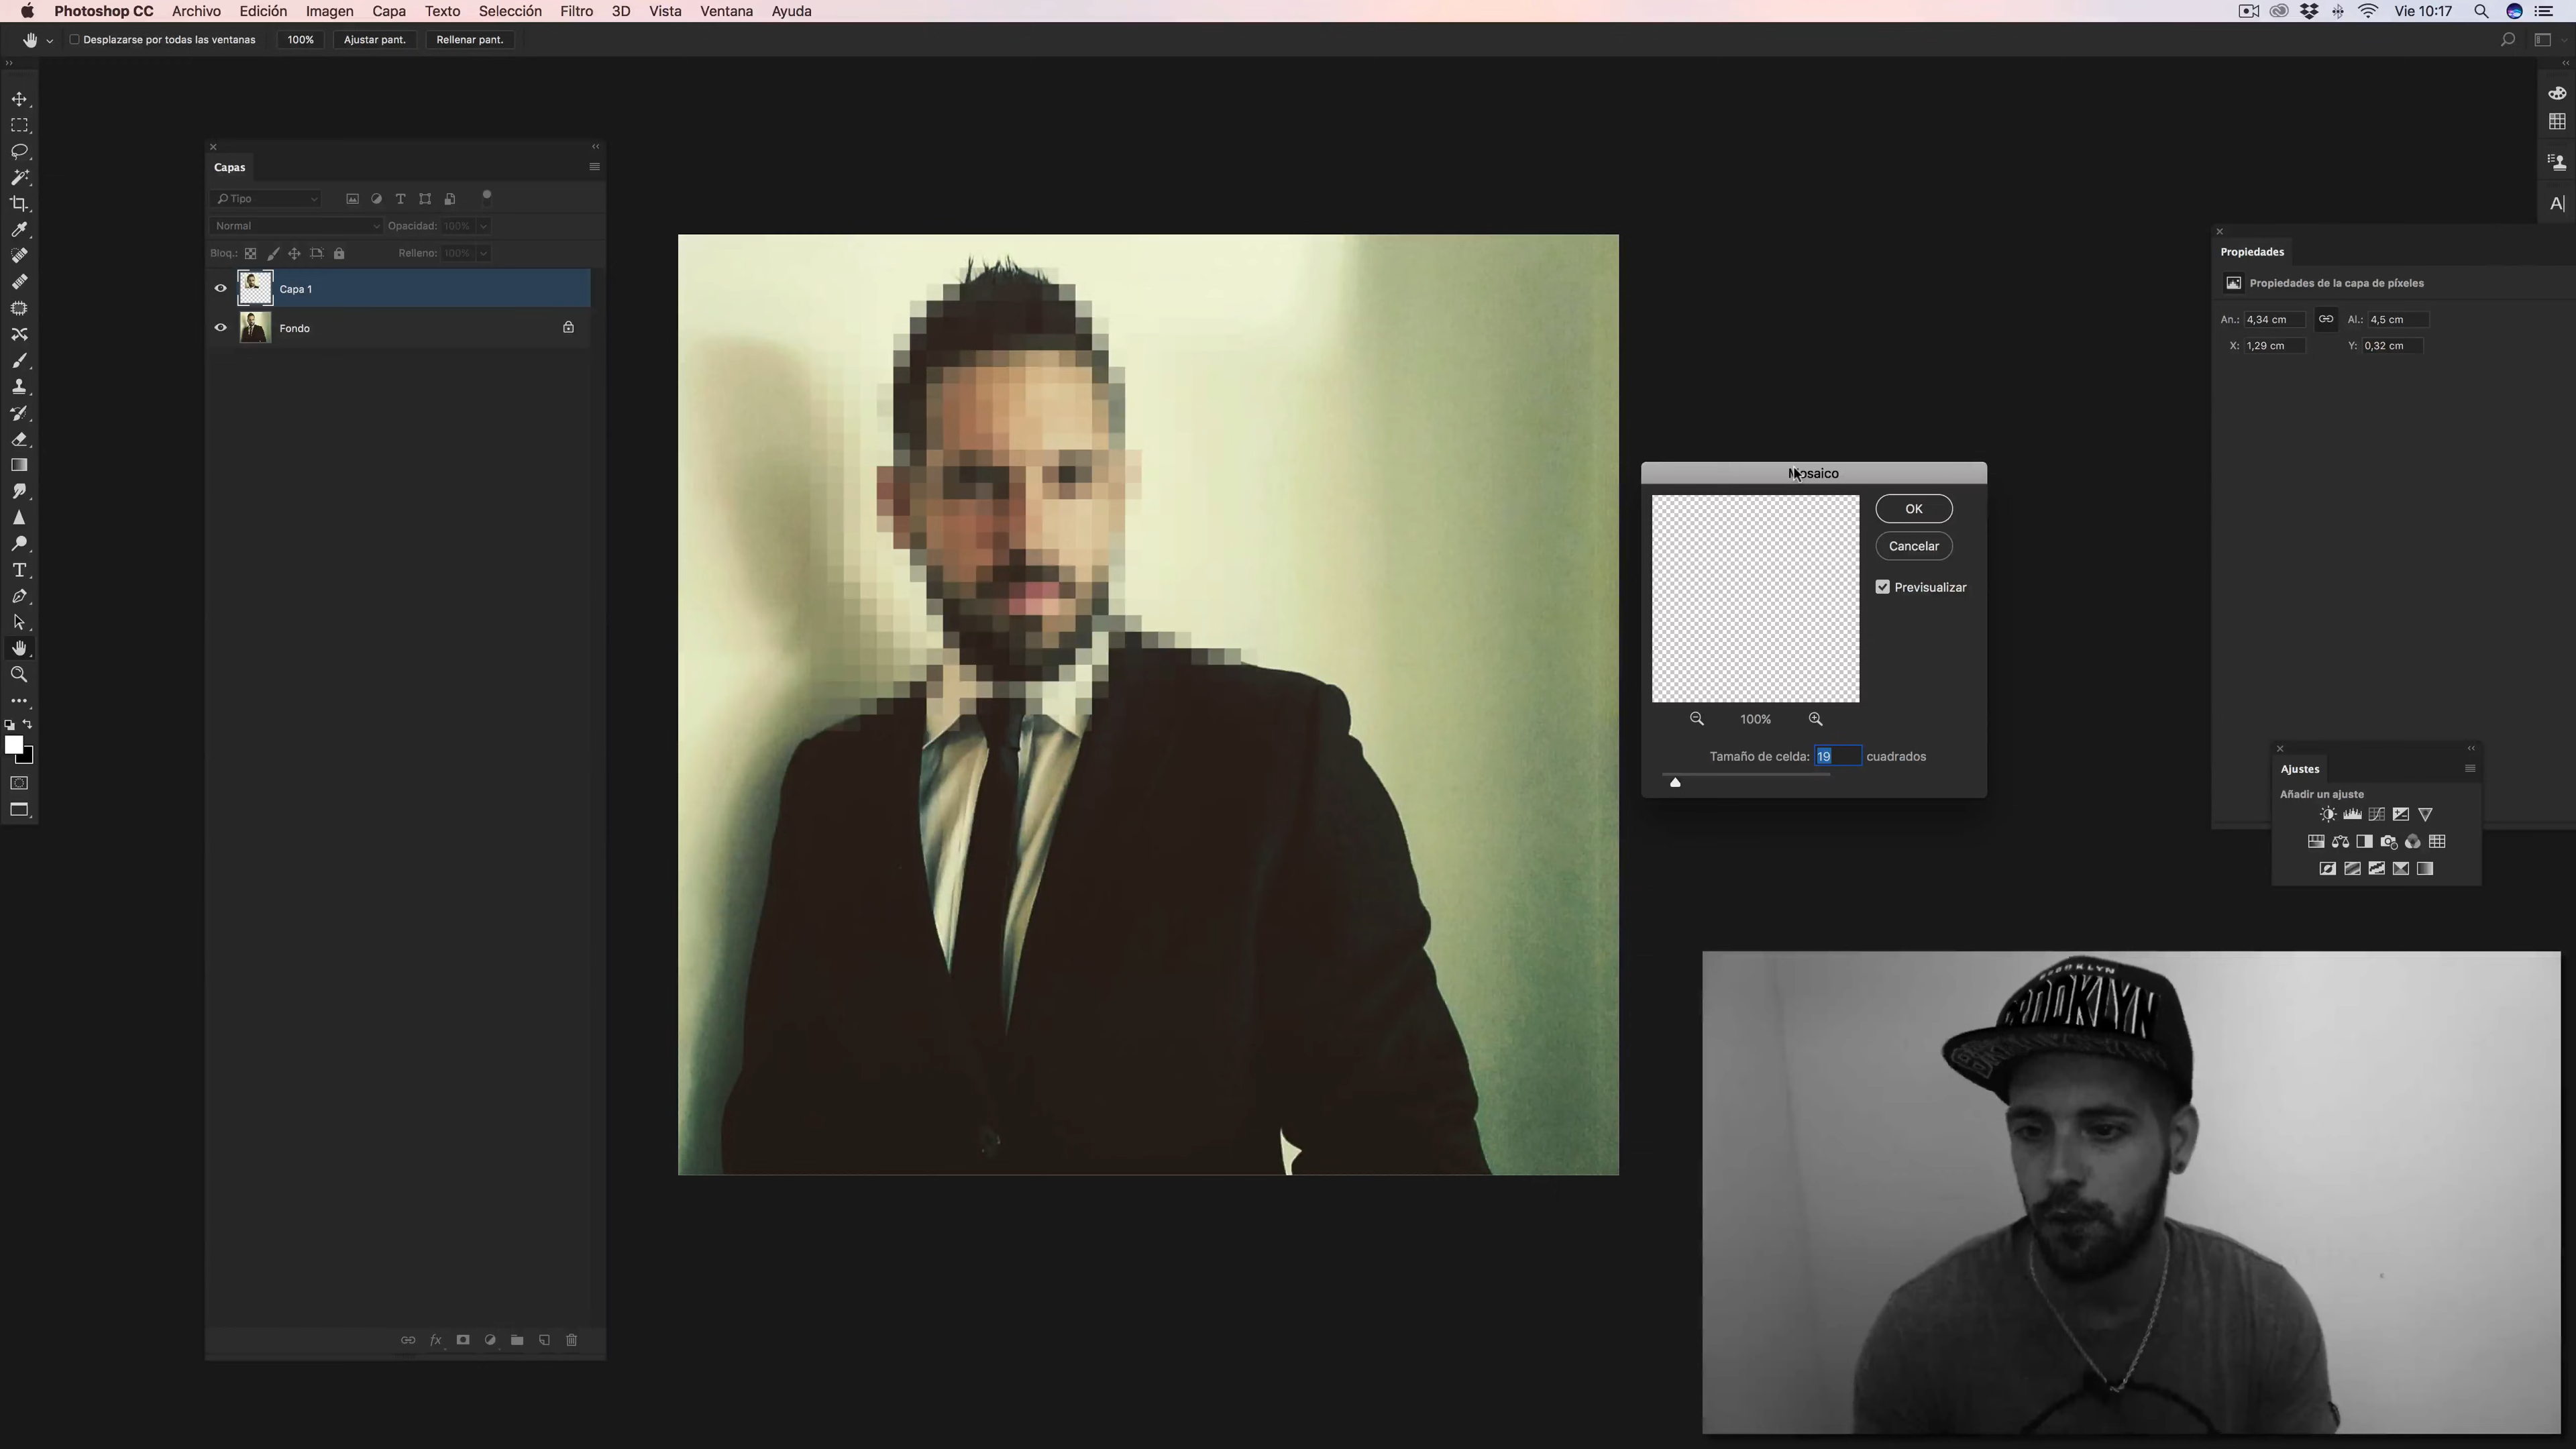 Photoshop CC Archivo Edición Imagen Capa Texto Selección Filtro 3D Vista Ventana Ayuda Vie 10:17
Desplazarse por todas las ventanas 100% Ajustar pant. Rellenar pant.
Capas
Tipo
Normal Opacidad: 100%
Bloq.: Relleno: 100%
Capa 1
Fondo
fx
Mosaico
OK
Cancelar
Previsualizar
100%
Tamaño de celda: 19 cuadrados
Propiedades
Propiedades de la capa de píxeles
An.: 4,34 cm Al.: 4,5 cm
X: 1,29 cm Y: 0,32 cm
Ajustes
Añadir un ajuste
BROOKLYN
BROOKLYN